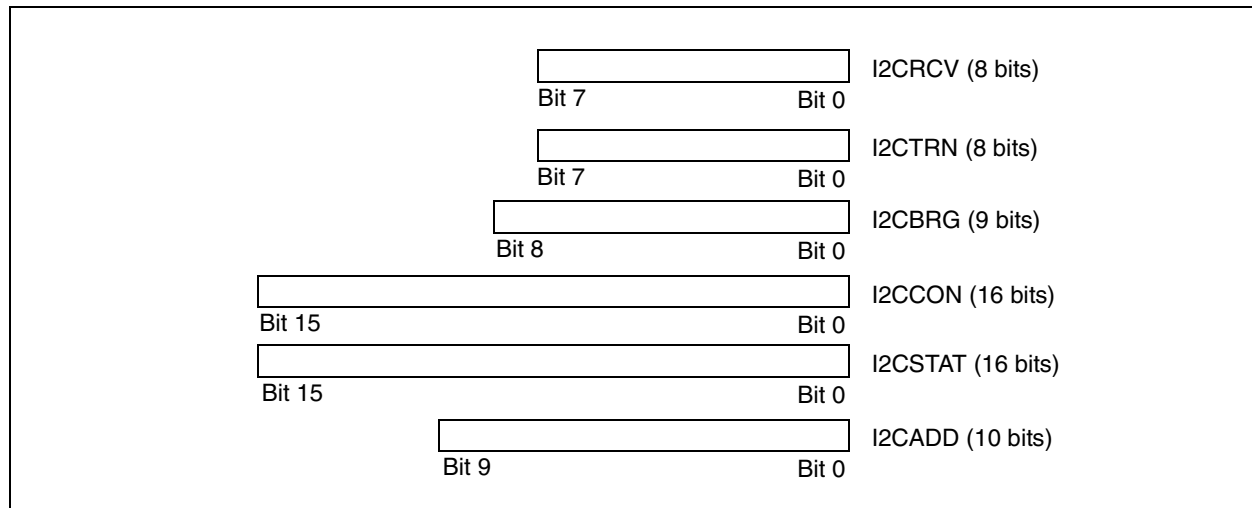 I2CRCV (8 bits)
Bit 7 Bit 0
I2CTRN (8 bits)
Bit 7 Bit 0
I2CBRG (9 bits)
Bit 8 Bit 0
I2CCON (16 bits)
Bit 15 Bit 0
I2CSTAT (16 bits)
Bit 15 Bit 0
I2CADD (10 bits)
Bit 9 Bit 0